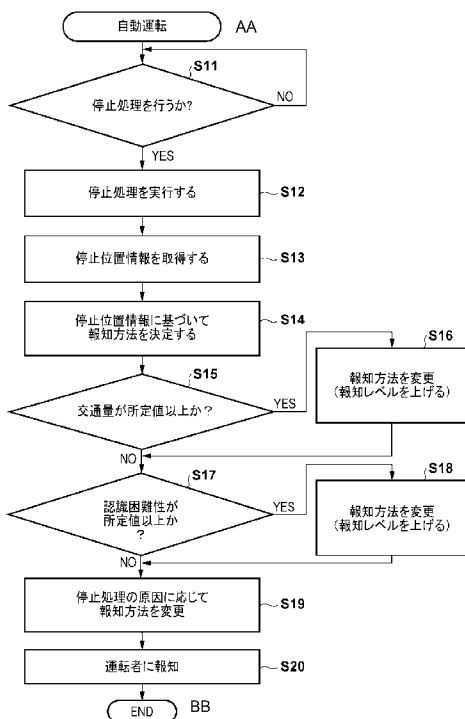 自動運転
AA
S11
停止処理を行うか?
NO
YES
停止処理を実行する
S12
停止位置情報を取得する
S13
停止位置情報に基づいて
報知方法を決定する
S14
S15
交通量が所定値以上か?
YES
NO
S16
報知方法を変更
(報知レベルを上げる)
S17
認識困難性が
所定値以上か
?
YES
NO
S18
報知方法を変更
(報知レベルを上げる)
停止処理の原因に応じて
報知方法を変更
S19
運転者に報知
S20
END
BB